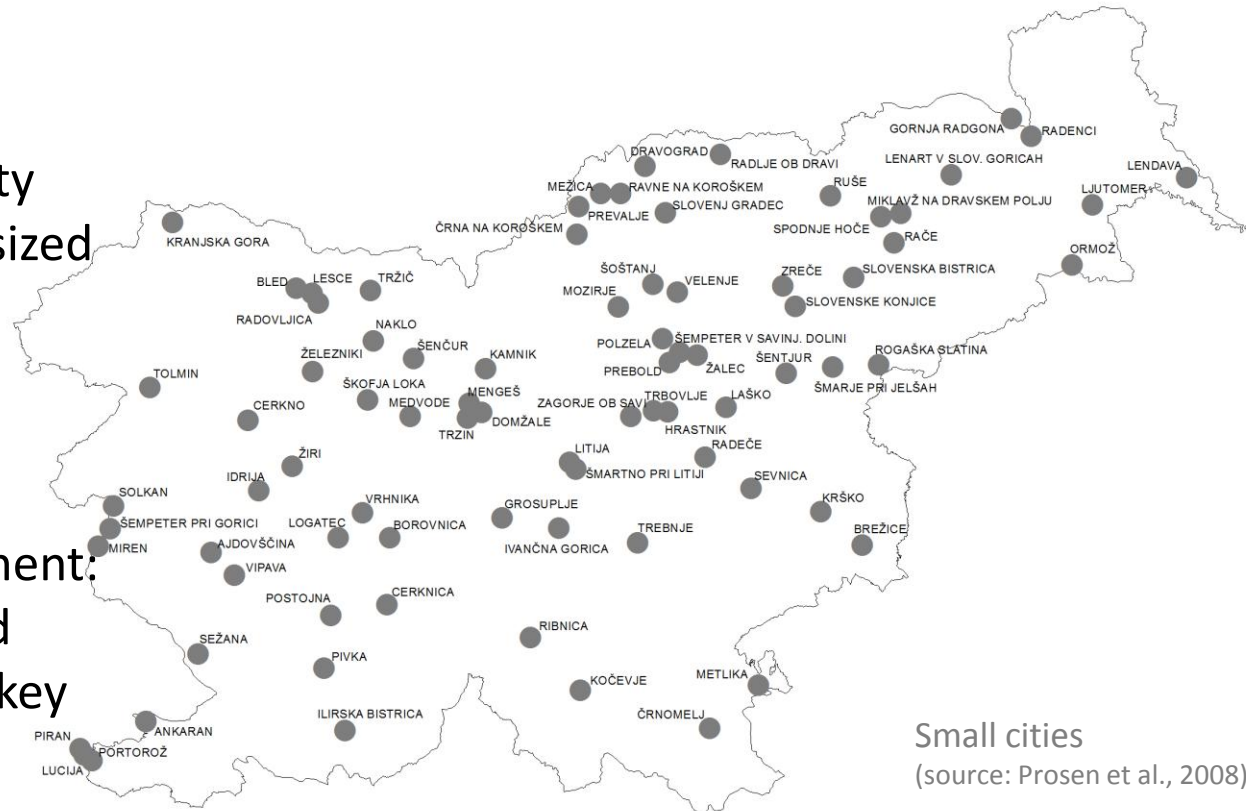 ty
sized
nent:
d
key
GORNJA RADGONA
RADENCI
DRAVOGRAD
RADLJE OB DRAVI
LENART V SLOV. GORICAH
LENDAVA
MEŽICA
RAVNE NA KOROŠKEM
RUŠE
LJUTOMER
PREVALJE
SLOVENJ GRADEC
MIKLAVŽ NA DRAVSKEM POLJU
ČRNA NA KOROŠKEM
SPODNJE HOČE
RAČE
KRANJSKA GORA
ORMOŽ
ŠOŠTANJ
ZREČE
SLOVENSKA BISTRICA
BLED
LESCE
TRŽIČ
VELENJE
MOZIRJE
SLOVENSKE KONJICE
RADOVLJICA
NAKLO
POLZELA
ŠEMPETER V SAVINJ. DOLINI
ŠENČUR
ROGAŠKA SLATINA
ŽELEZNIKI
KAMNIK
ŠENTJUR
PREBOLD
ŽALEC
TOLMIN
ŠKOFJA LOKA
ŠMARJE PRI JELŠAH
MENGEŠ
LAŠKO
MEDVODE
ZAGORJE OB SAVI
TRBOVLJE
CERKNO
DOMŽALE
HRASTNIK
TRZIN
RADEČE
ŽIRI
LITIJA
IDRIJA
ŠMARTNO PRI LITIJI
SEVNICA
SOLKAN
VRHNIKA
GROSUPLJE
KRŠKO
ŠEMPETER PRI GORICI
LOGATEC
BOROVNICA
TREBNJE
BREŽICE
MIREN
AJDOVŠČINA
IVANČNA GORICA
VIPAVA
CERKNICA
POSTOJNA
RIBNICA
SEŽANA
PIVKA
METLIKA
KOČEVJE
ČRNOMELJ
ILIRSKA BISTRICA
ANKARAN
PIRAN
PORTOROŽ
LUCIJA
Small cities
(source: Prosen et al., 2008)